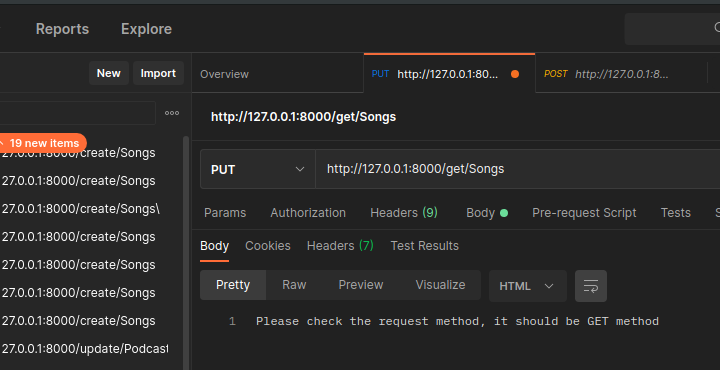 Reports Explore
New Import
Overview PUT http://127.0.0.1:80... POST http://127.0.0.1:8...
http://127.0.0.1:8000/get/Songs
19 new items
27.0.0.1:8000/create/Songs
27.0.0.1:8000/create/Songs
27.0.0.1:8000/create/Songs\
27.0.0.1:8000/create/Songs
27.0.0.1:8000/create/Songs
27.0.0.1:8000/create/Songs
27.0.0.1:8000/create/Songs
27.0.0.1:8000/update/Podcast
PUT http://127.0.0.1:8000/get/Songs
Params Authorization Headers (9) Body Pre-request Script Tests S
Body Cookies Headers (7) Test Results
Pretty Raw Preview Visualize HTML
1 Please check the request method, it should be GET method